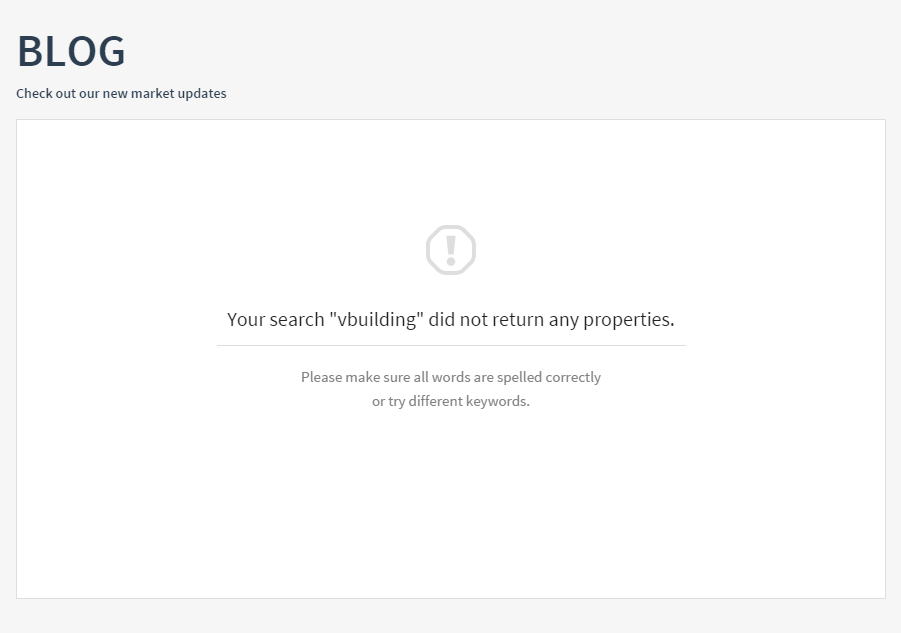 BLOG
Check out our new market updates
Your search "vbuilding" did not return any properties.
Please make sure all words are spelled correctly
or try different keywords.